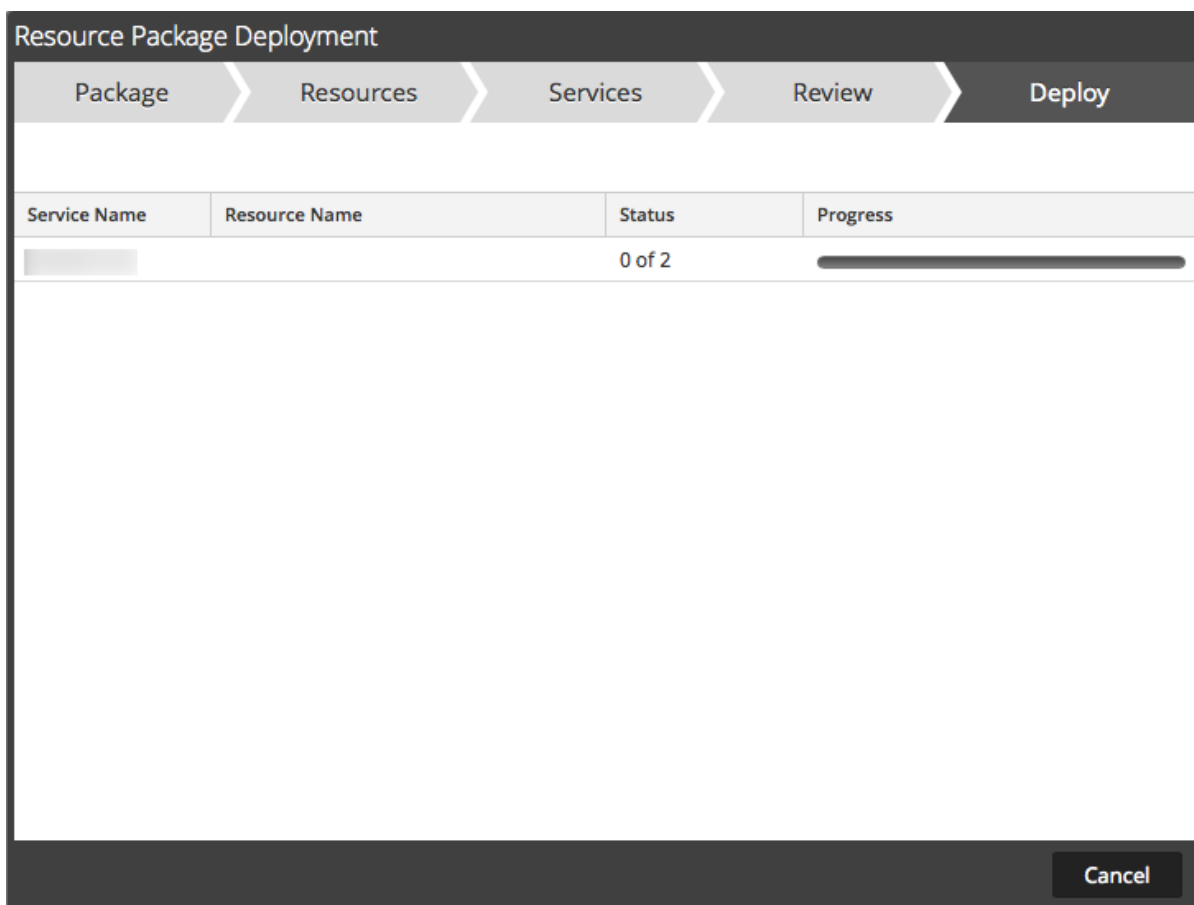 Resource Package Deployment
Package Resources Services Review Deploy
Service Name Resource Name Status Progress
0 of 2
Cancel